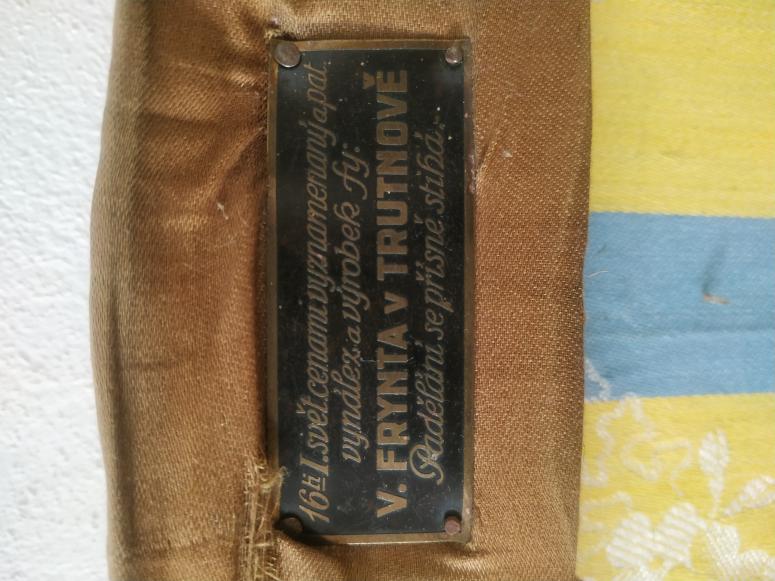 16ti I. svět. cenami vyznamenaný a pat.
vynález a výrobek fy:
V. FRYNTA V TRUTNOVĚ
Padělání se přísně stíhá.